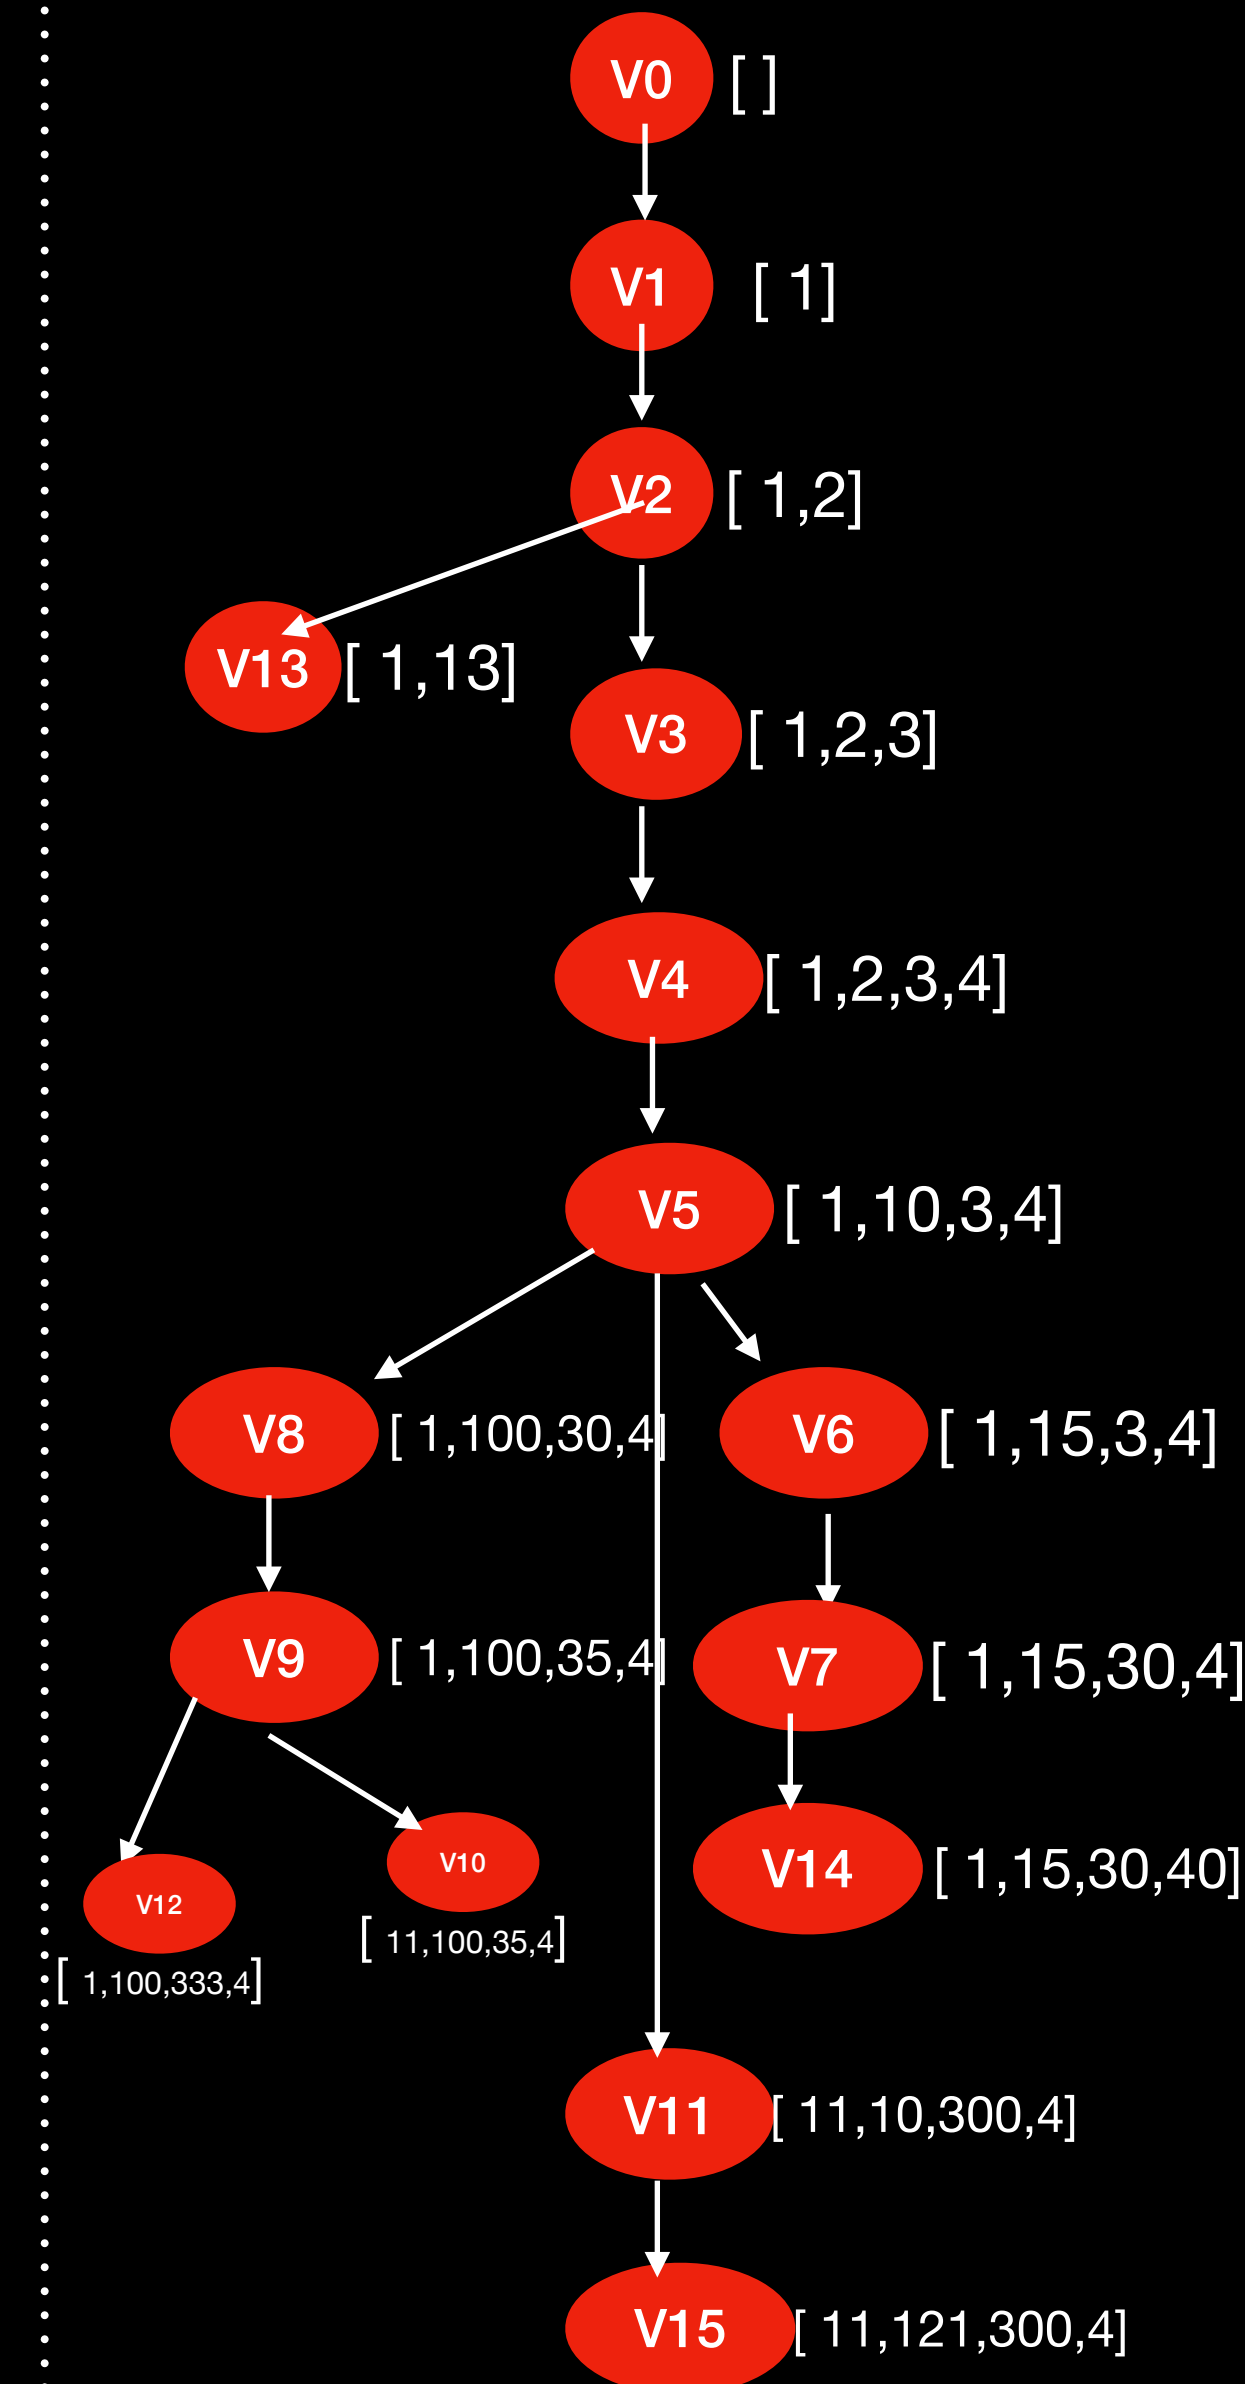 V0 [ ]
V1 [ 1]
V2 [ 1,2]
V13 [ 1,13]
V3 [ 1,2,3]
V4 [ 1,2,3,4]
V5 [ 1,10,3,4]
V8 [ 1,100,30,4] V6 [ 1,15,3,4]
V9 [ 1,100,35,4] V7 [ 1,15,30,4]
V12 V10 V14 [ 1,15,30,40]
[ 1,100,333,4] [ 11,100,35,4]
V11 [ 11,10,300,4]
V15 [ 11,121,300,4]